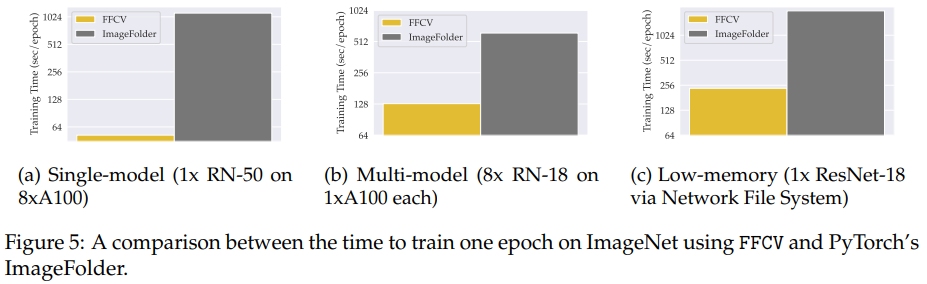 Training Time (sec/epoch)
1024
512
256
128
64
FFCV
ImageFolder
Training Time (sec/epoch)
1024
512
256
128
64
FFCV
ImageFolder
Training Time (sec/epoch)
1024
512
256
128
64
FFCV
ImageFolder
(a) Single-model (1x RN-50 on
8xA100)
(b) Multi-model (8x RN-18 on
1xA100 each)
(c) Low-memory (1x ResNet-18
via Network File System)
Figure 5: A comparison between the time to train one epoch on ImageNet using FFCV and PyTorch's
ImageFolder.